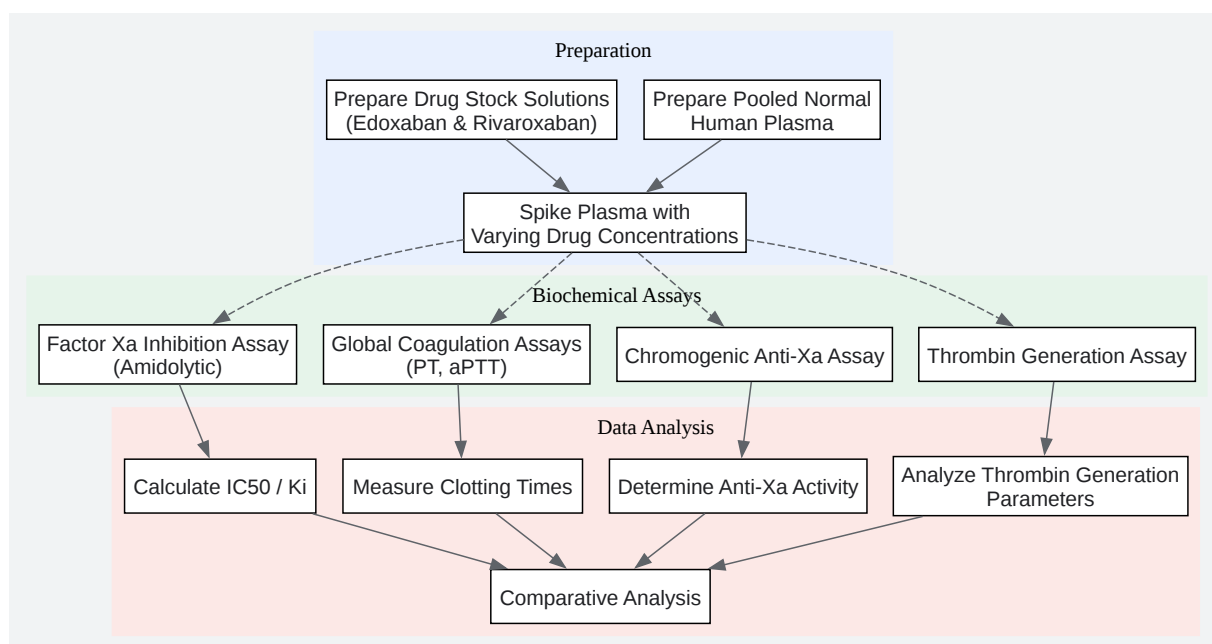 Preparation
Prepare Drug Stock Solutions
(Edoxaban & Rivaroxaban)
Prepare Pooled Normal
Human Plasma
Spike Plasma with
Varying Drug Concentrations
Biochemical Assays
Factor Xa Inhibition Assay
(Amidolytic)
Global Coagulation Assays
(PT, aPTT)
Chromogenic Anti-Xa Assay
Thrombin Generation Assay
Data Analysis
Calculate IC50 / Ki
Measure Clotting Times
Determine Anti-Xa Activity
Analyze Thrombin Generation
Parameters
Comparative Analysis